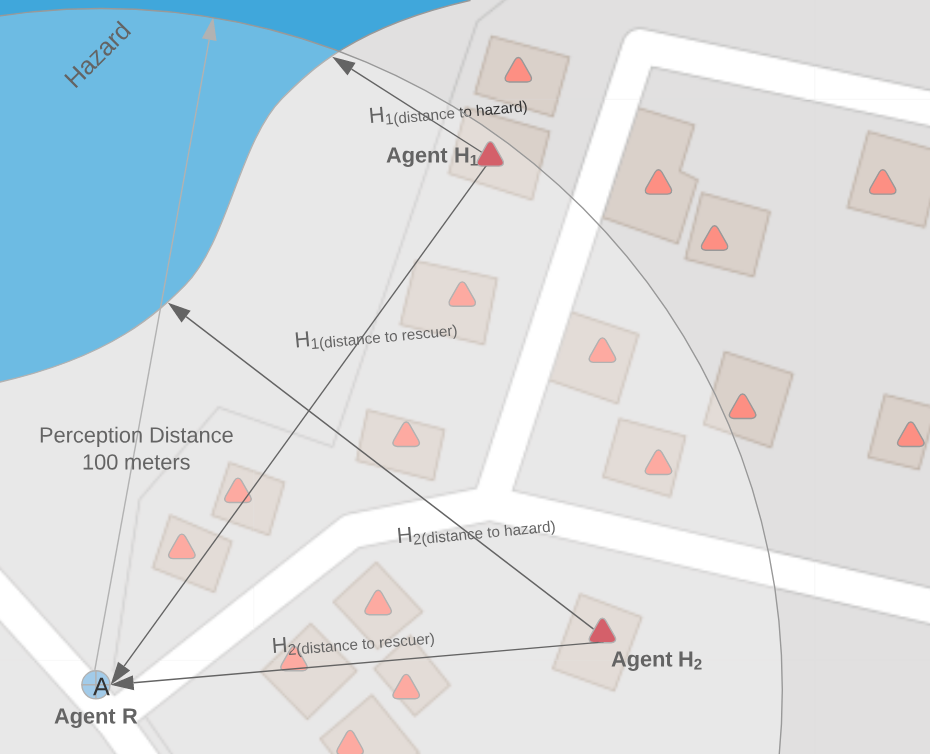 Hazard
H1(distance to hazard)
Agent H1
H1(distance to rescuer)
Perception Distance
100 meters
H2(distance to hazard)
H2(distance to rescuer)
Agent H2
A
Agent R